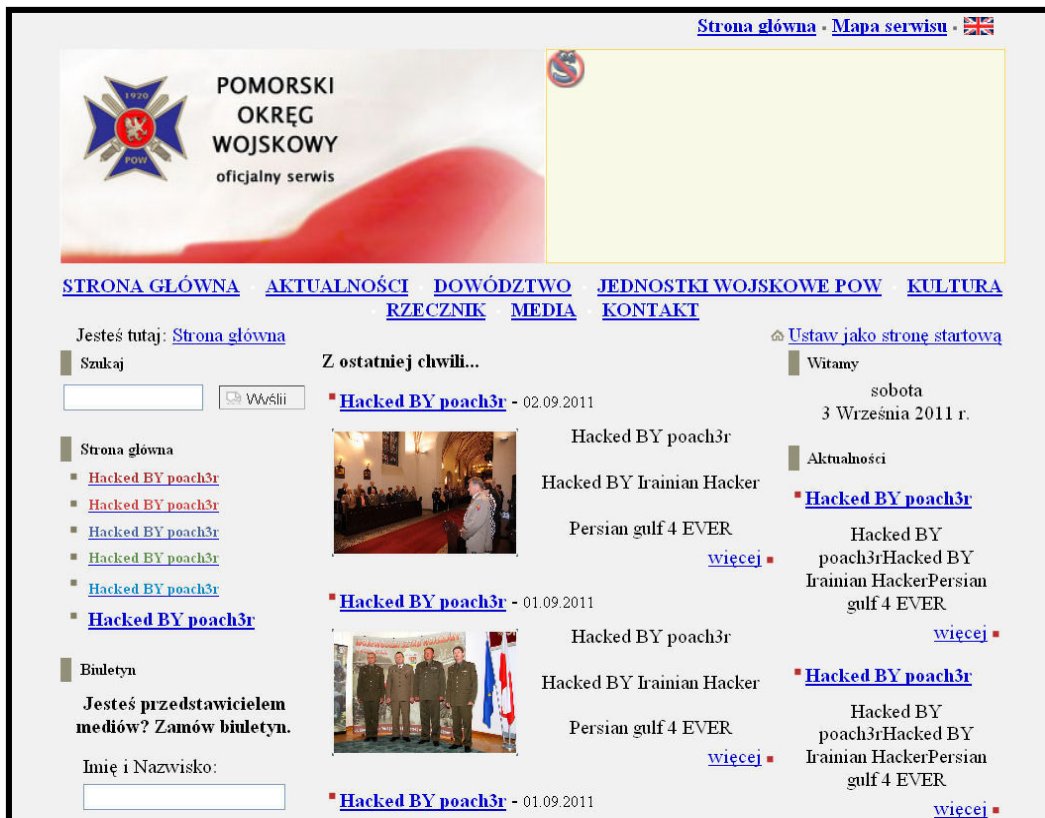 Strona główna - Mapa serwisu -
1920
POW
POMORSKI
OKRĘG
WOJSKOWY
oficjalny serwis
STRONA GŁÓWNA AKTUALNOŚCI DOWÓDZTWO JEDNOSTKI WOJSKOWE POW KULTURA
RZECZNIK MEDIA KONTAKT
Jesteś tutaj: Strona główna
Ustaw jako stronę startową
Szukaj
Wyślii
Strona główna
Hacked BY poach3r
Hacked BY poach3r
Hacked BY poach3r
Hacked BY poach3r
Hacked BY poach3r
Hacked BY poach3r
Biuletyn
Jesteś przedstawicielem
mediów? Zamów biuletyn.
Imię i Nazwisko:
Z ostatniej chwili...
Hacked BY poach3r - 02.09.2011
Hacked BY poach3r
Hacked BY Irainian Hacker
Persian gulf 4 EVER
więcej
Hacked BY poach3r - 01.09.2011
Hacked BY poach3r
Hacked BY Irainian Hacker
Persian gulf 4 EVER
więcej
Hacked BY poach3r - 01.09.2011
Witamy
sobota
3 Września 2011 r.
Aktualności
Hacked BY poach3r
Hacked BY
poach3rHacked BY
Irainian HackerPersian
gulf 4 EVER
więcej
Hacked BY poach3r
Hacked BY
poach3rHacked BY
Irainian HackerPersian
gulf 4 EVER
więcej